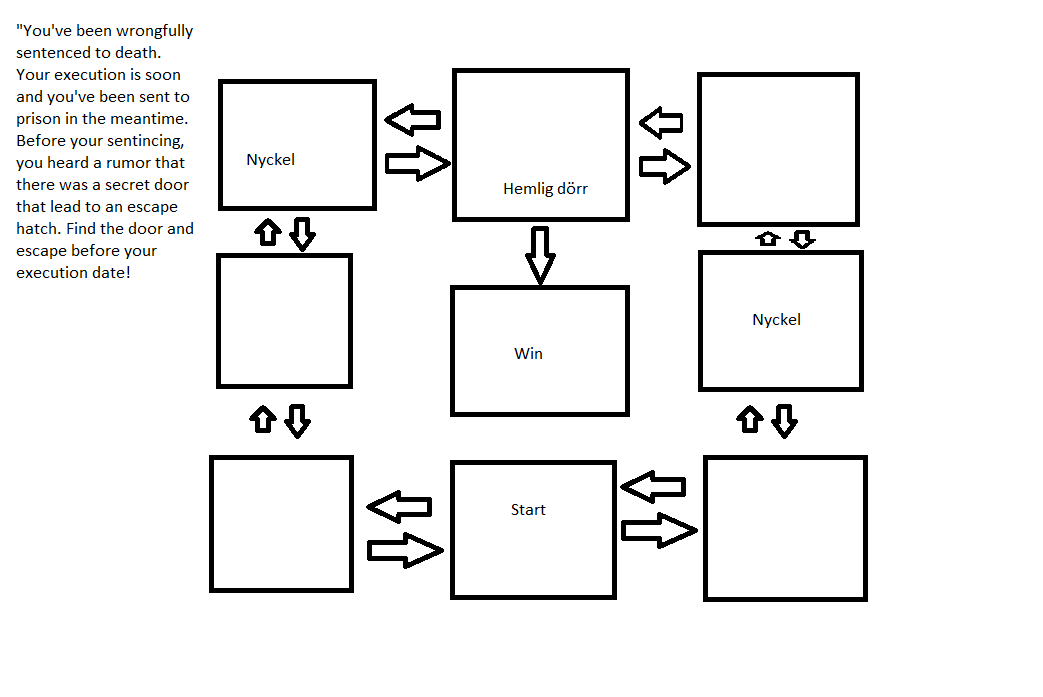 "You've been wrongfully
sentenced to death.
Your execution is soon
and you've been sent to
prison in the meantime.
Before your sentincing,
you heard a rumor that
there was a secret door
that lead to an escape
hatch. Find the door and
escape before your
execution date!
Nyckel
Hemlig dörr
Nyckel
Win
Start